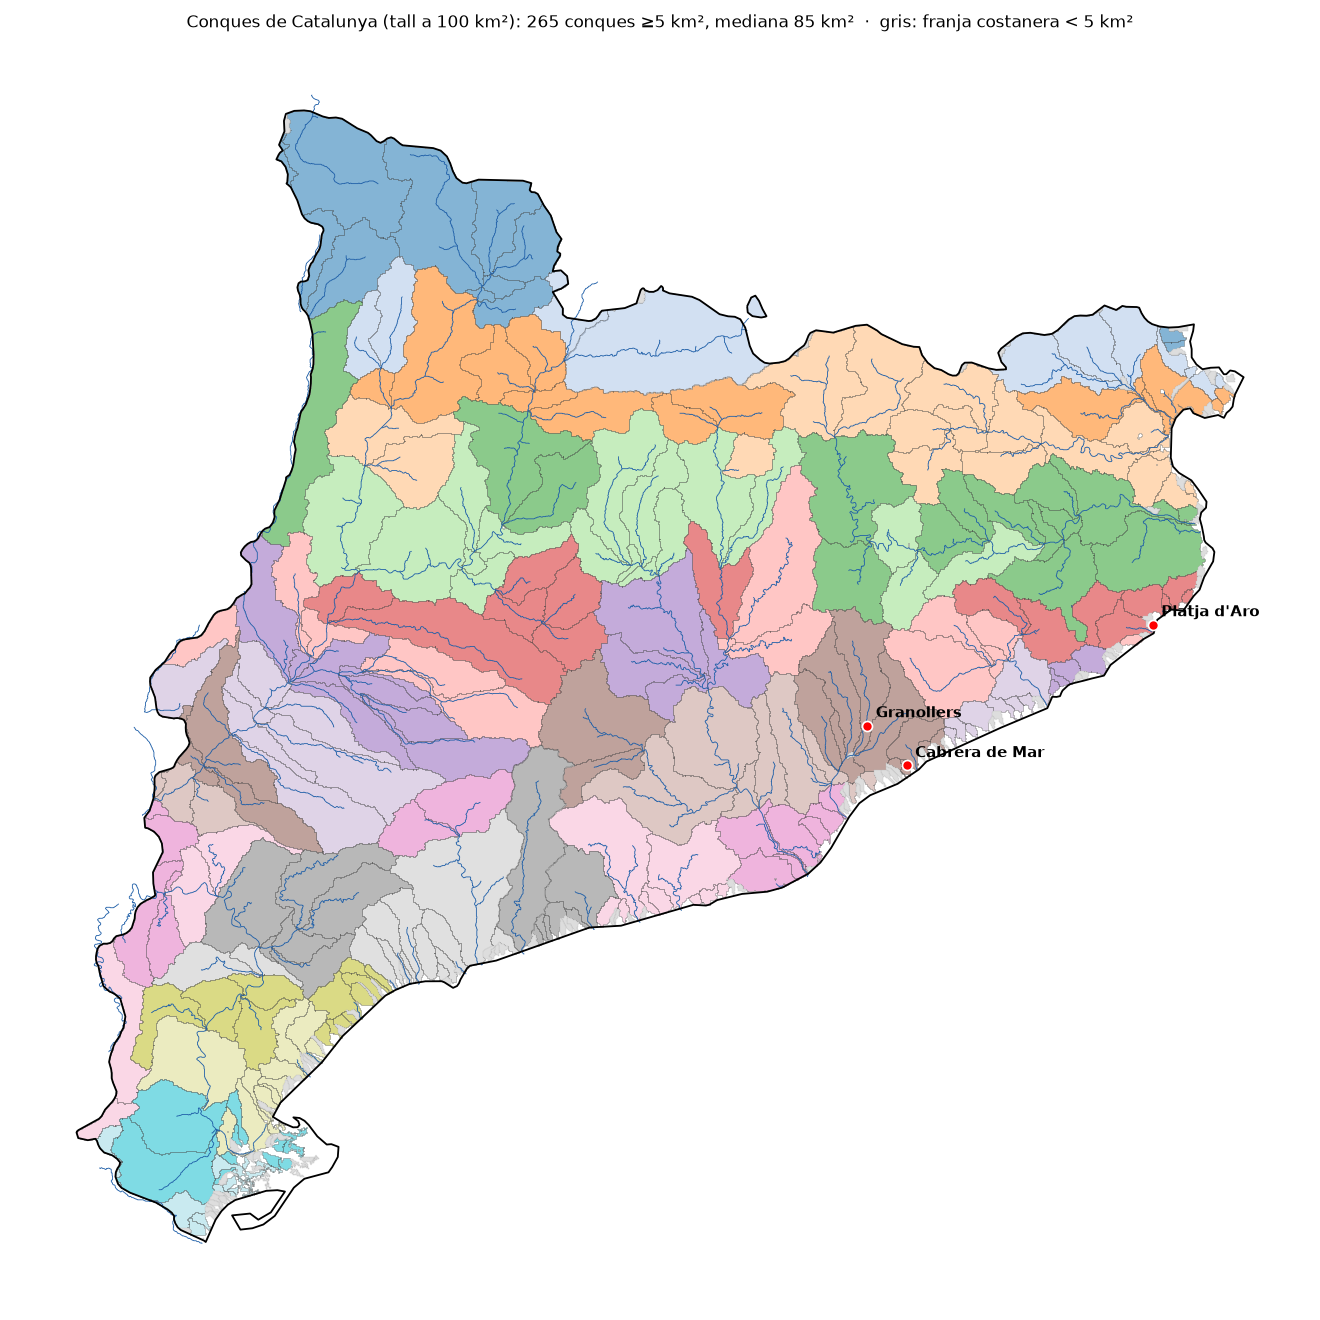 Conques de Catalunya (tall a 100 km²): 265 conques ≥5 km², mediana 85 km² · gris: franja costanera < 5 km²
Platja d'Aro
Granollers
Cabrera de Mar